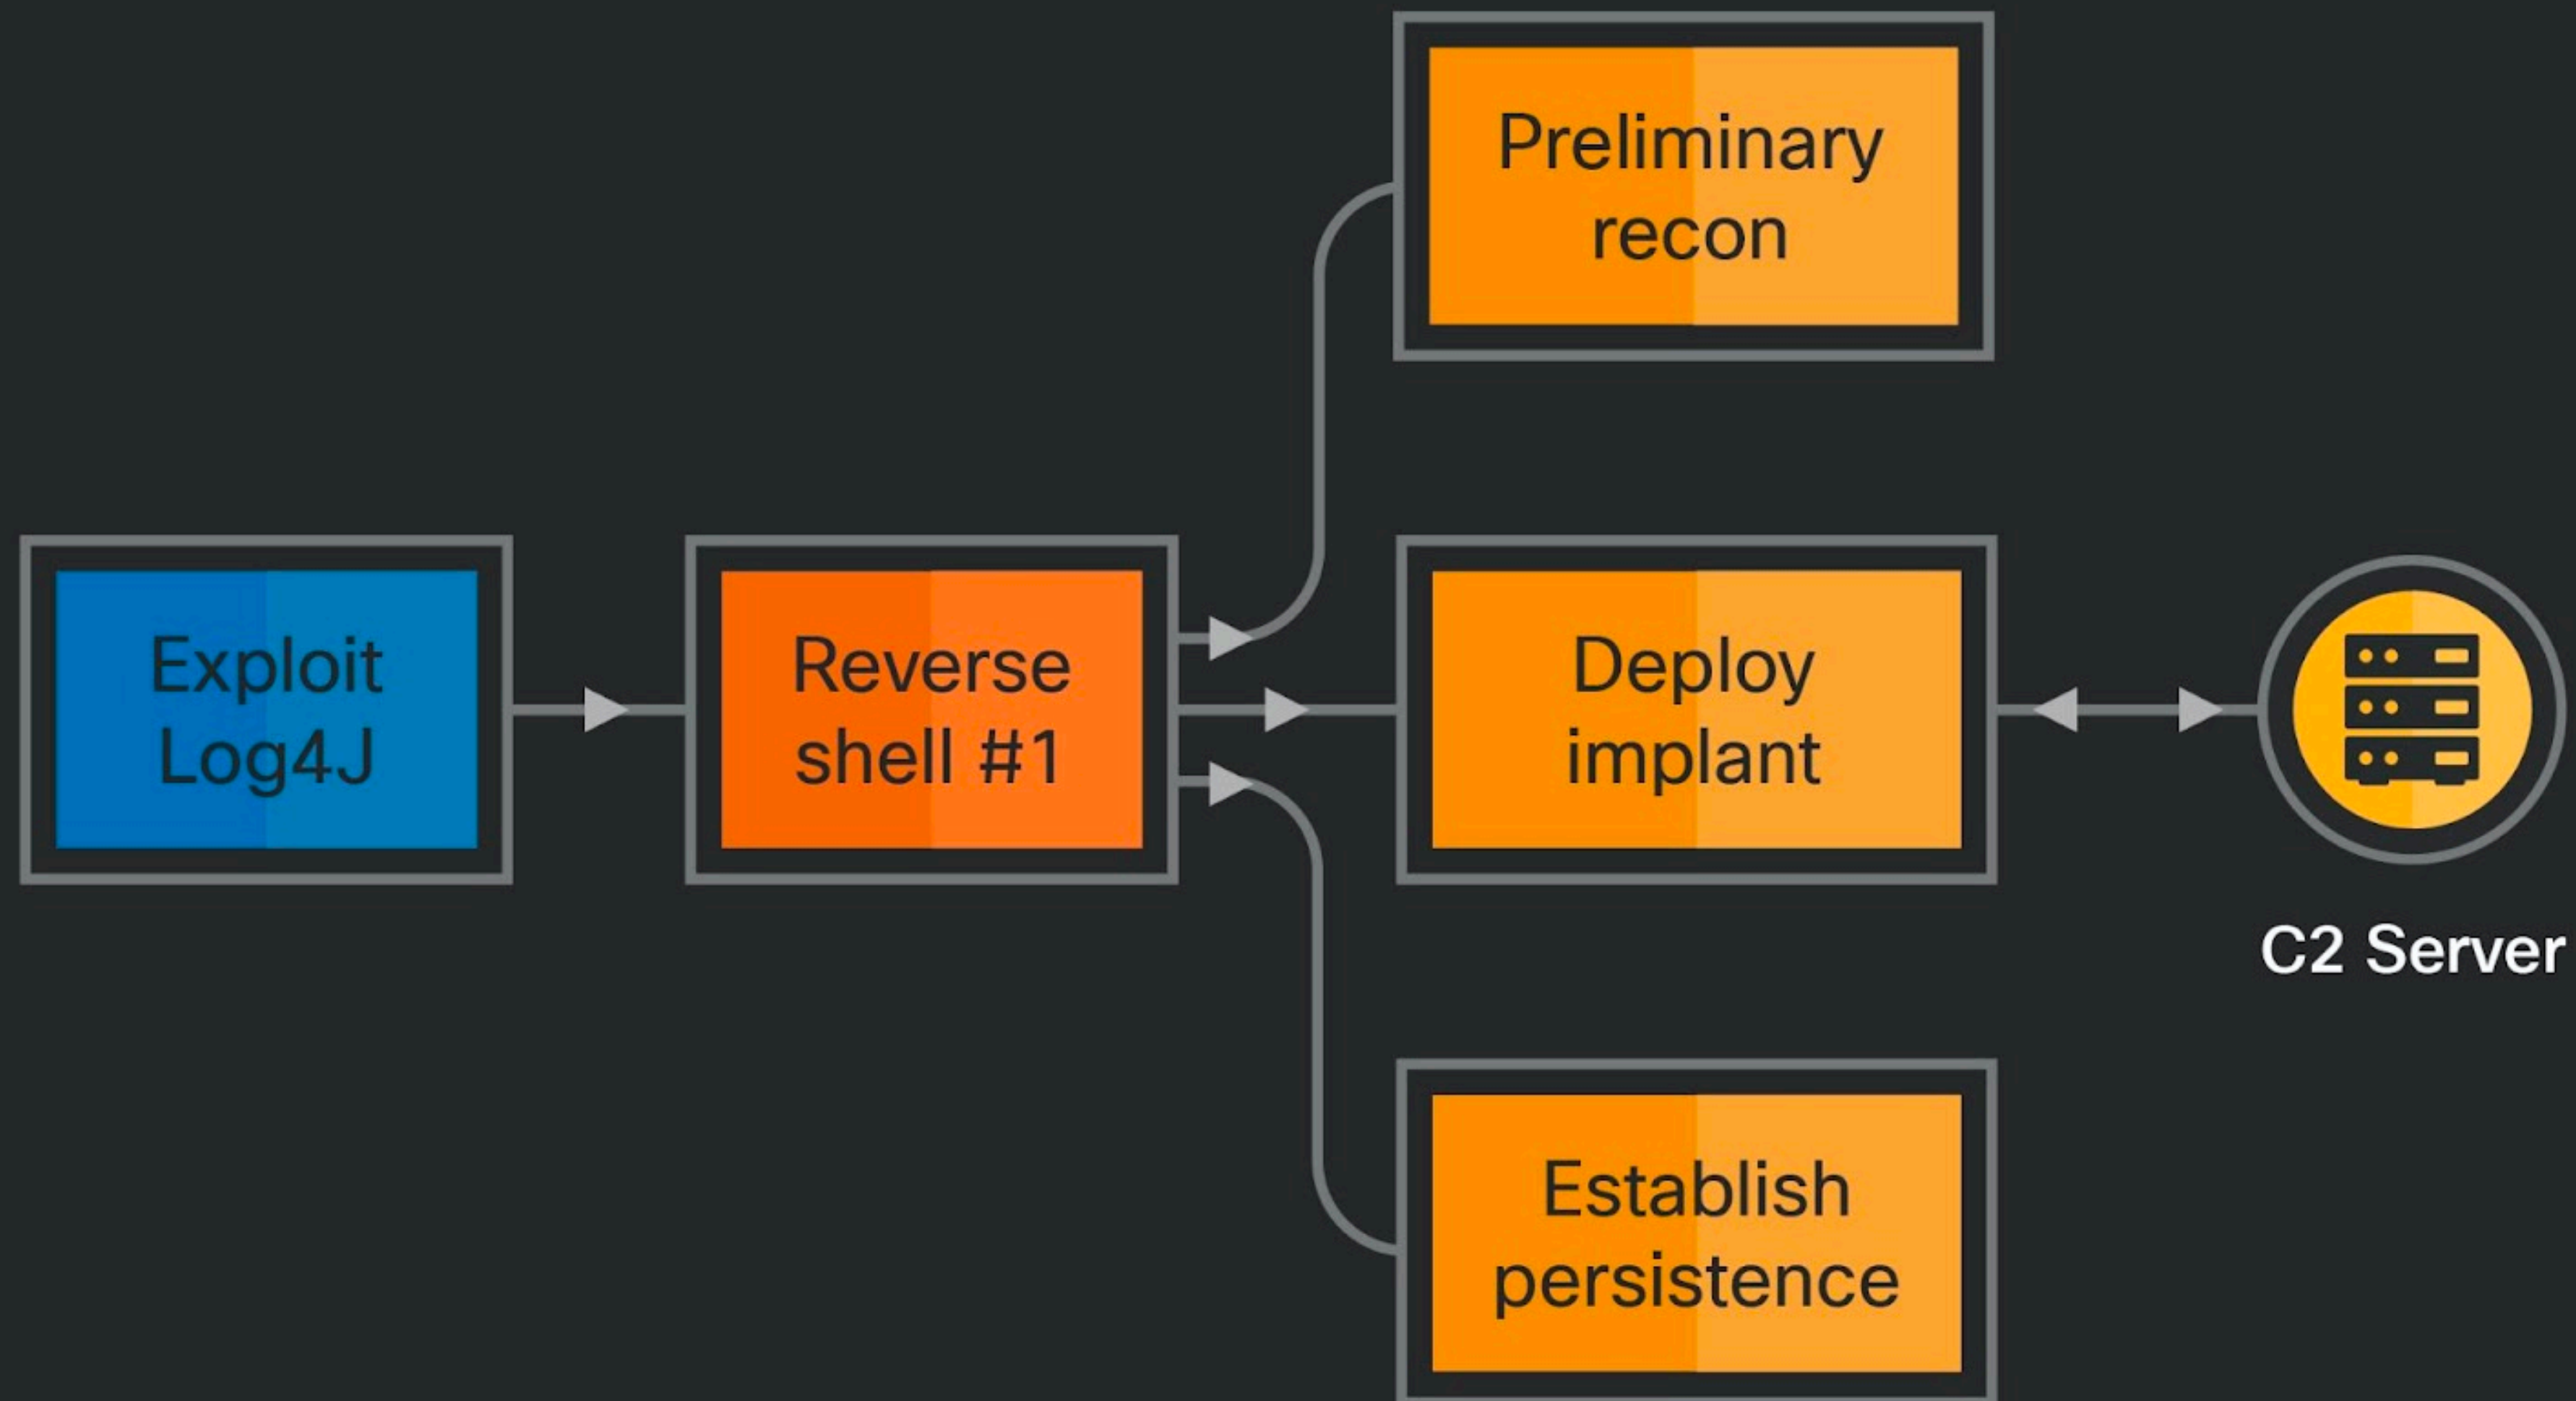 Preliminary
recon
Exploit
Log4J
Reverse
shell #1
Deploy
implant
C2 Server
Establish
persistence